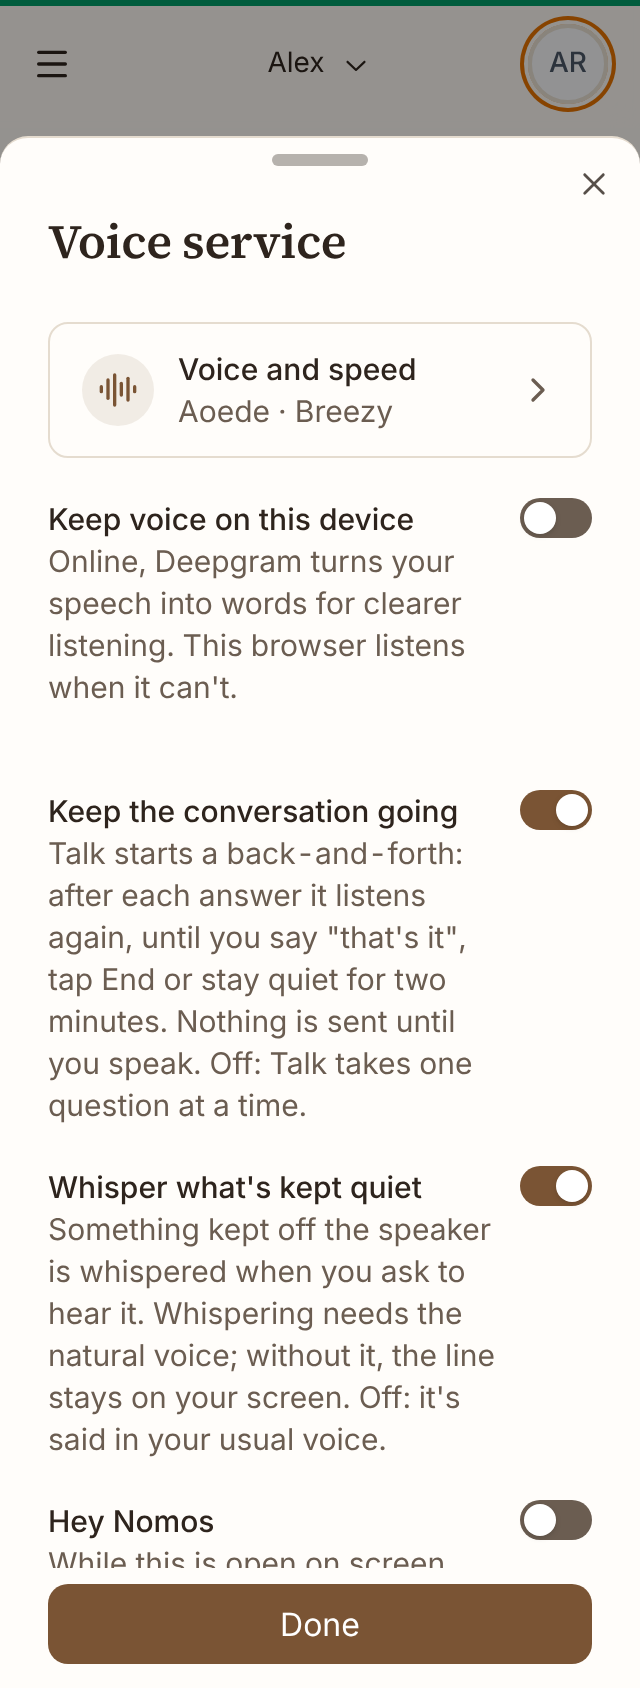 Alex
AR
Voice service
Voice and speed
Aoede · Breezy
Keep voice on this device
Online, Deepgram turns your
speech into words for clearer
listening. This browser listens
when it can't.
Keep the conversation going
Talk starts a back-and-forth:
after each answer it listens
again, until you say "that's it",
tap End or stay quiet for two
minutes. Nothing is sent until
you speak. Off: Talk takes one
question at a time.
Whisper what's kept quiet
Something kept off the speaker
is whispered when you ask to
hear it. Whispering needs the
natural voice; without it, the line
stays on your screen. Off: it's
said in your usual voice.
Hey Nomos
While this is open on screen
Done